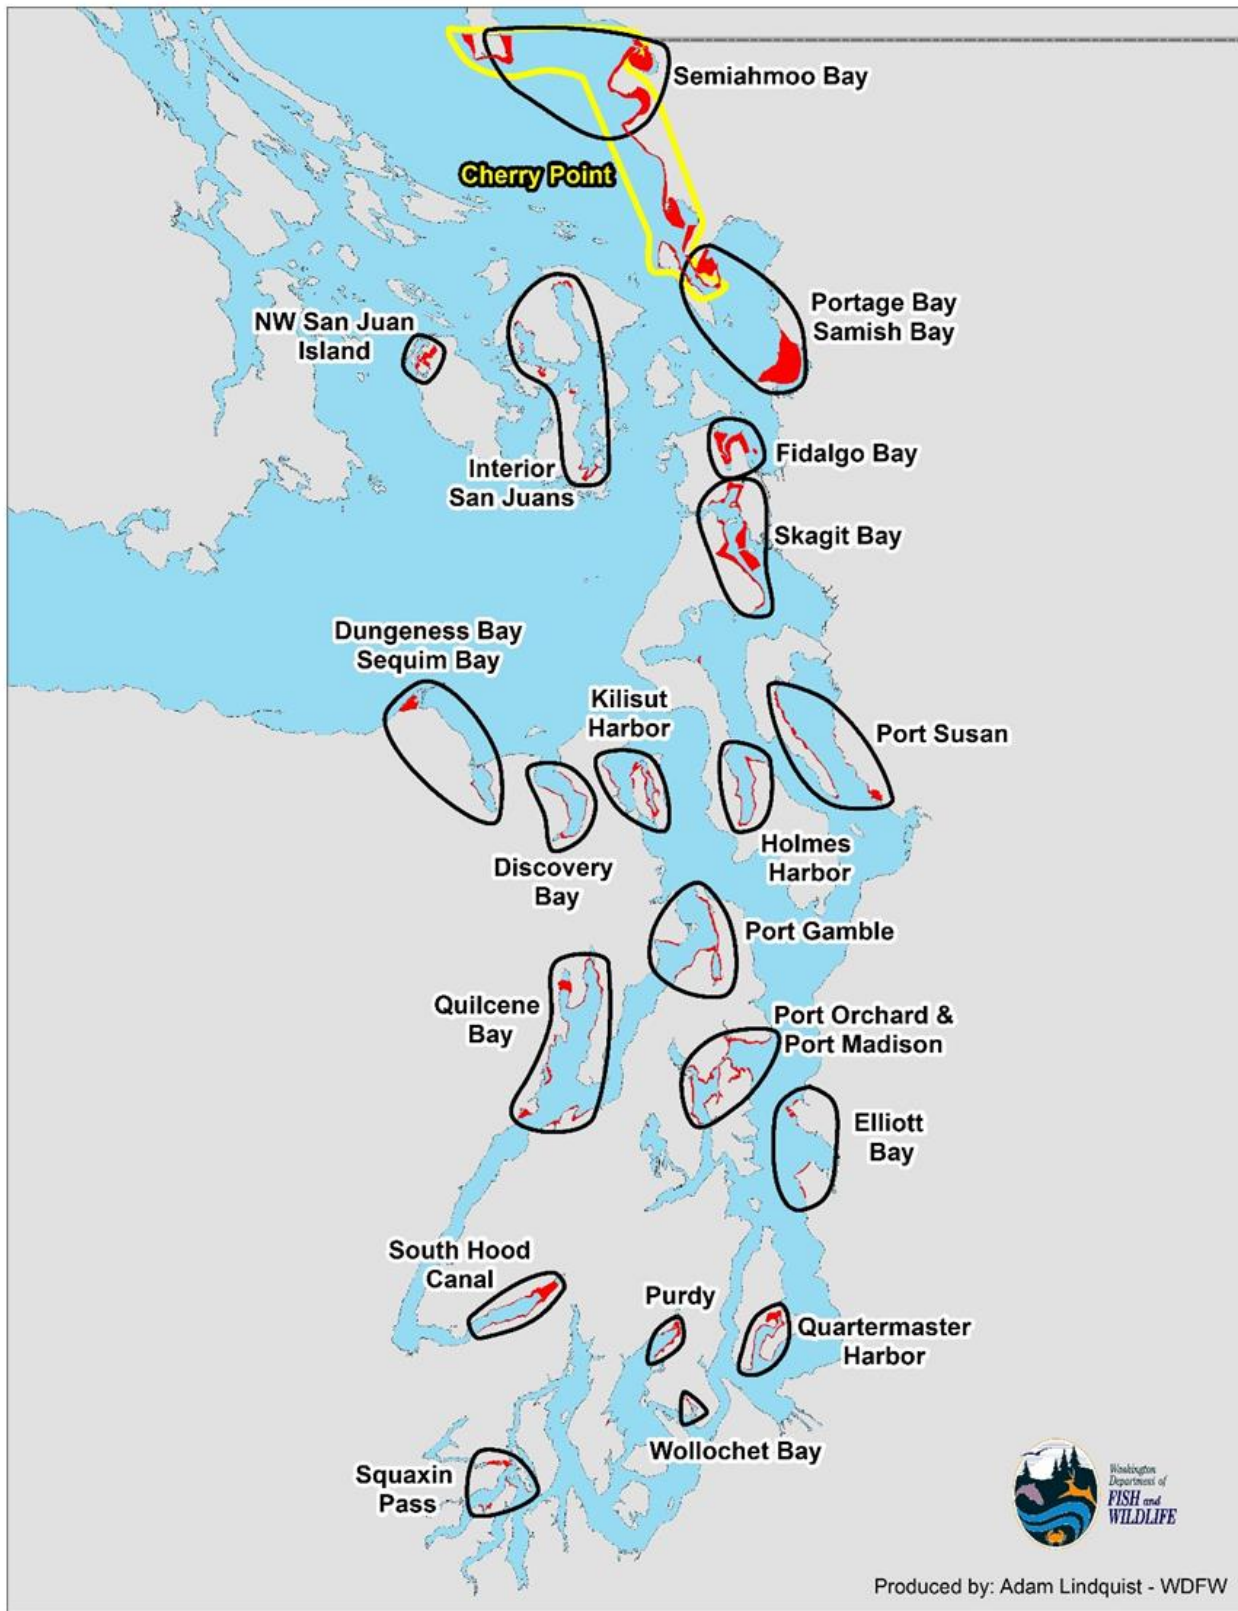 Semiahmoo Bay
Cherry Point
Portage Bay
Samish Bay
NW San Juan
Island
Fidalgo Bay
Interior
San Juans
Skagit Bay
Dungeness Bay
Sequim Bay
Kilisut
Harbor
Port Susan
Holmes
Harbor
Discovery
Bay
Port Gamble
Quilcene
Bay
Port Orchard &
Port Madison
Elliott
Bay
South Hood
Canal
Purdy
Quartermaster
Harbor
Wollochet Bay
Squaxin
Pass
Washington
Department of
FISH and
WILDLIFE
Produced by: Adam Lindquist - WDFW